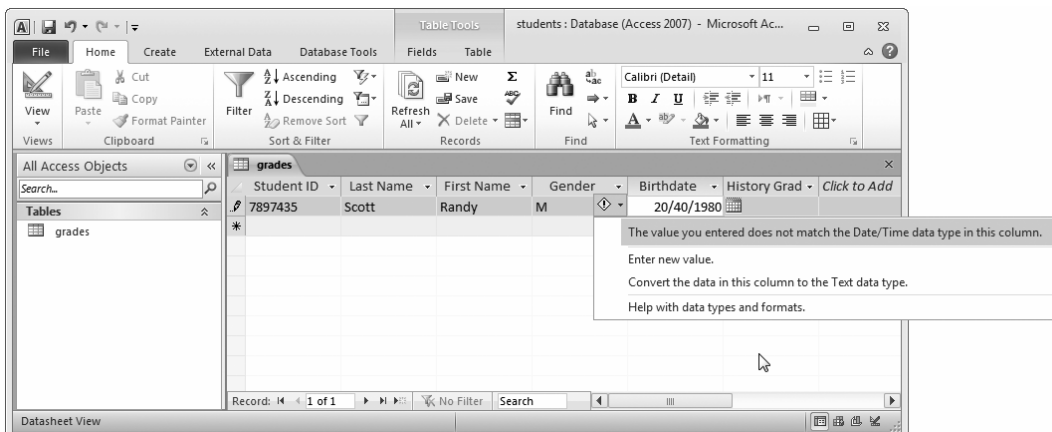 Table Tools students : Database (Access 2007) - Microsoft Ac...
File Home Create External Data Database Tools Fields Table
View
Views
Paste
Cut
Copy
Format Painter
Clipboard
Filter
Ascending
Descending
Remove Sort
Sort & Filter
Refresh
All
New
Save
Delete
Records
Find
Find
Calibri (Detail) 11
B I U
Text Formatting
All Access Objects
Search...
Tables
grades
grades
Student ID Last Name First Name Gender Birthdate History Grad Click to Add
7897435 Scott Randy M 20/40/1980
The value you entered does not match the Date/Time data type in this column.
Enter new value.
Convert the data in this column to the Text data type.
Help with data types and formats.
Record: 1 of 1 No Filter Search
Datasheet View